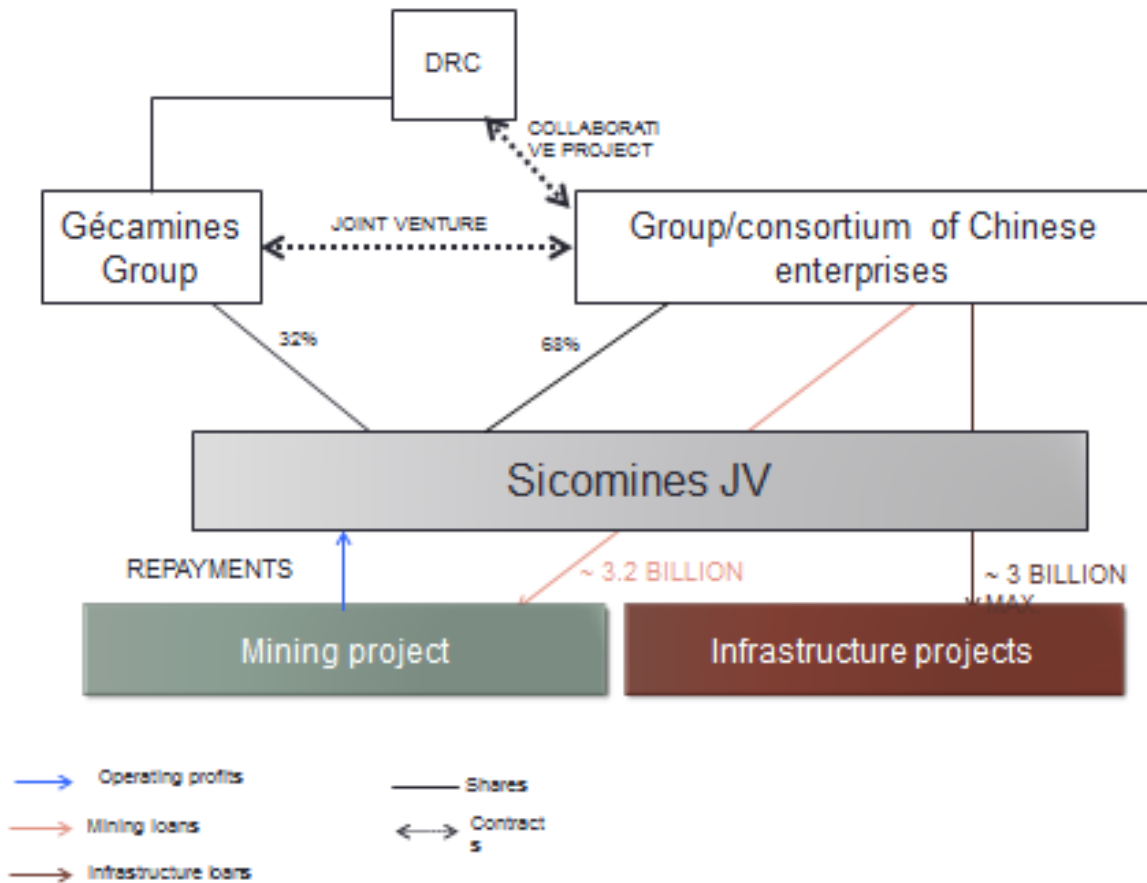 DRC
COLLABORATI
VE PROJECT
Gécamines
Group
JOINT VENTURE
Group/consortium of Chinese
enterprises
32%
68%
Sicomines JV
REPAYMENTS
~ 3.2 BILLION
~ 3 BILLION
MAX.
Mining project
Infrastructure projects
Operating profits
Shares
Mining loans
Contract
s
Infrastructure loans